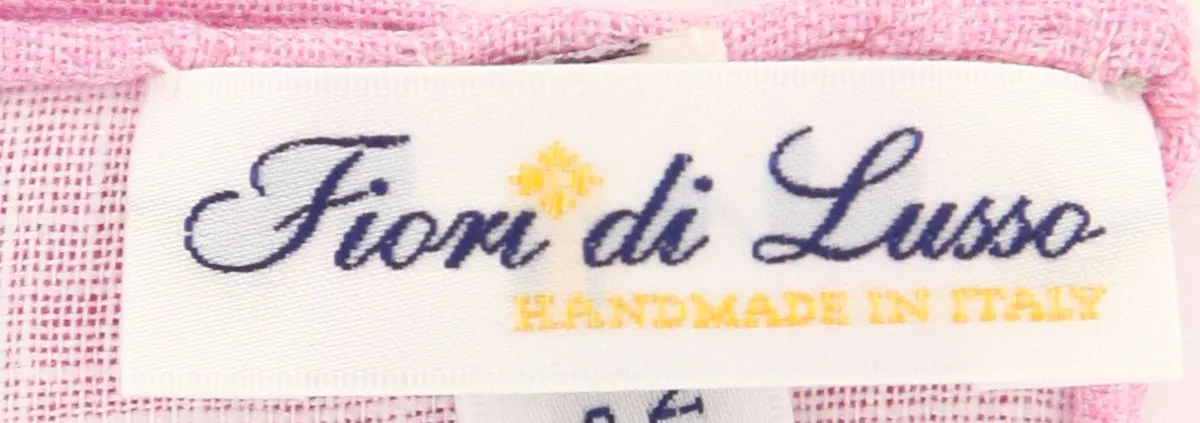 Fiori di Lusso
HANDMADE IN ITALY